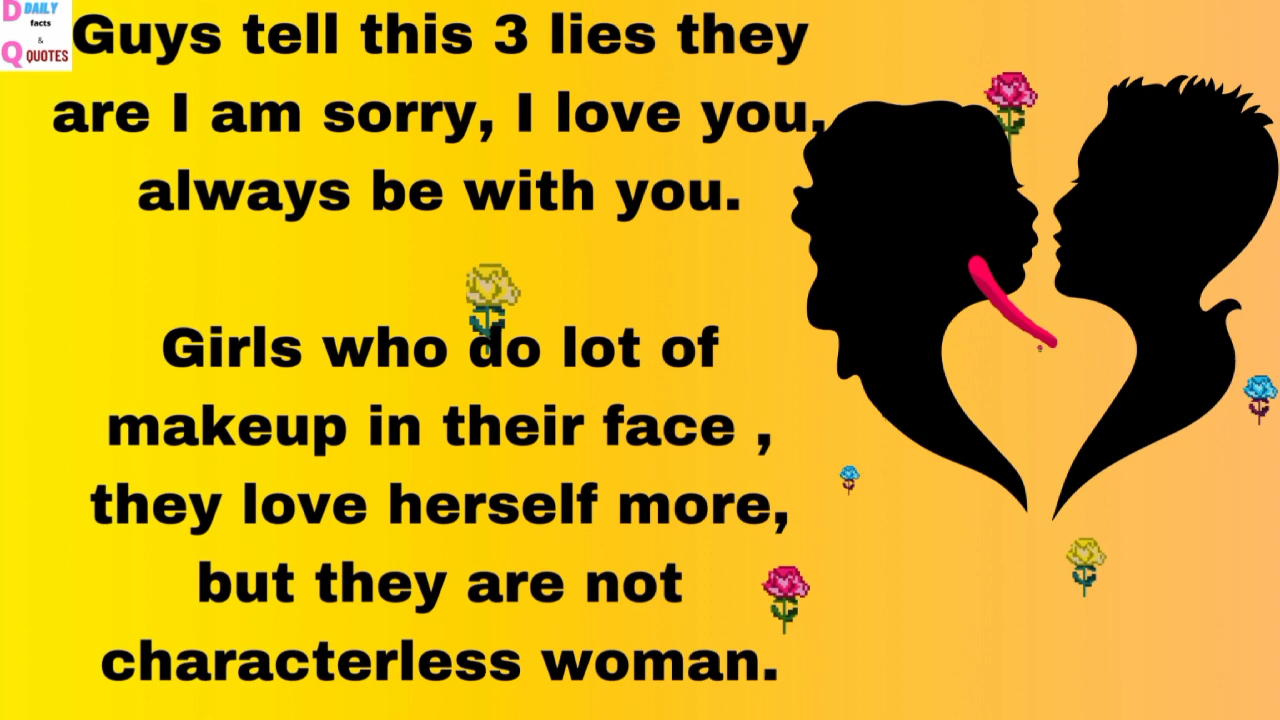 D DAILY
facts
&
Q QUOTES
Guys tell this 3 lies they
are I am sorry, I love you,
always be with you.
Girls who do lot of
makeup in their face ,
they love herself more,
but they are not
characterless woman.